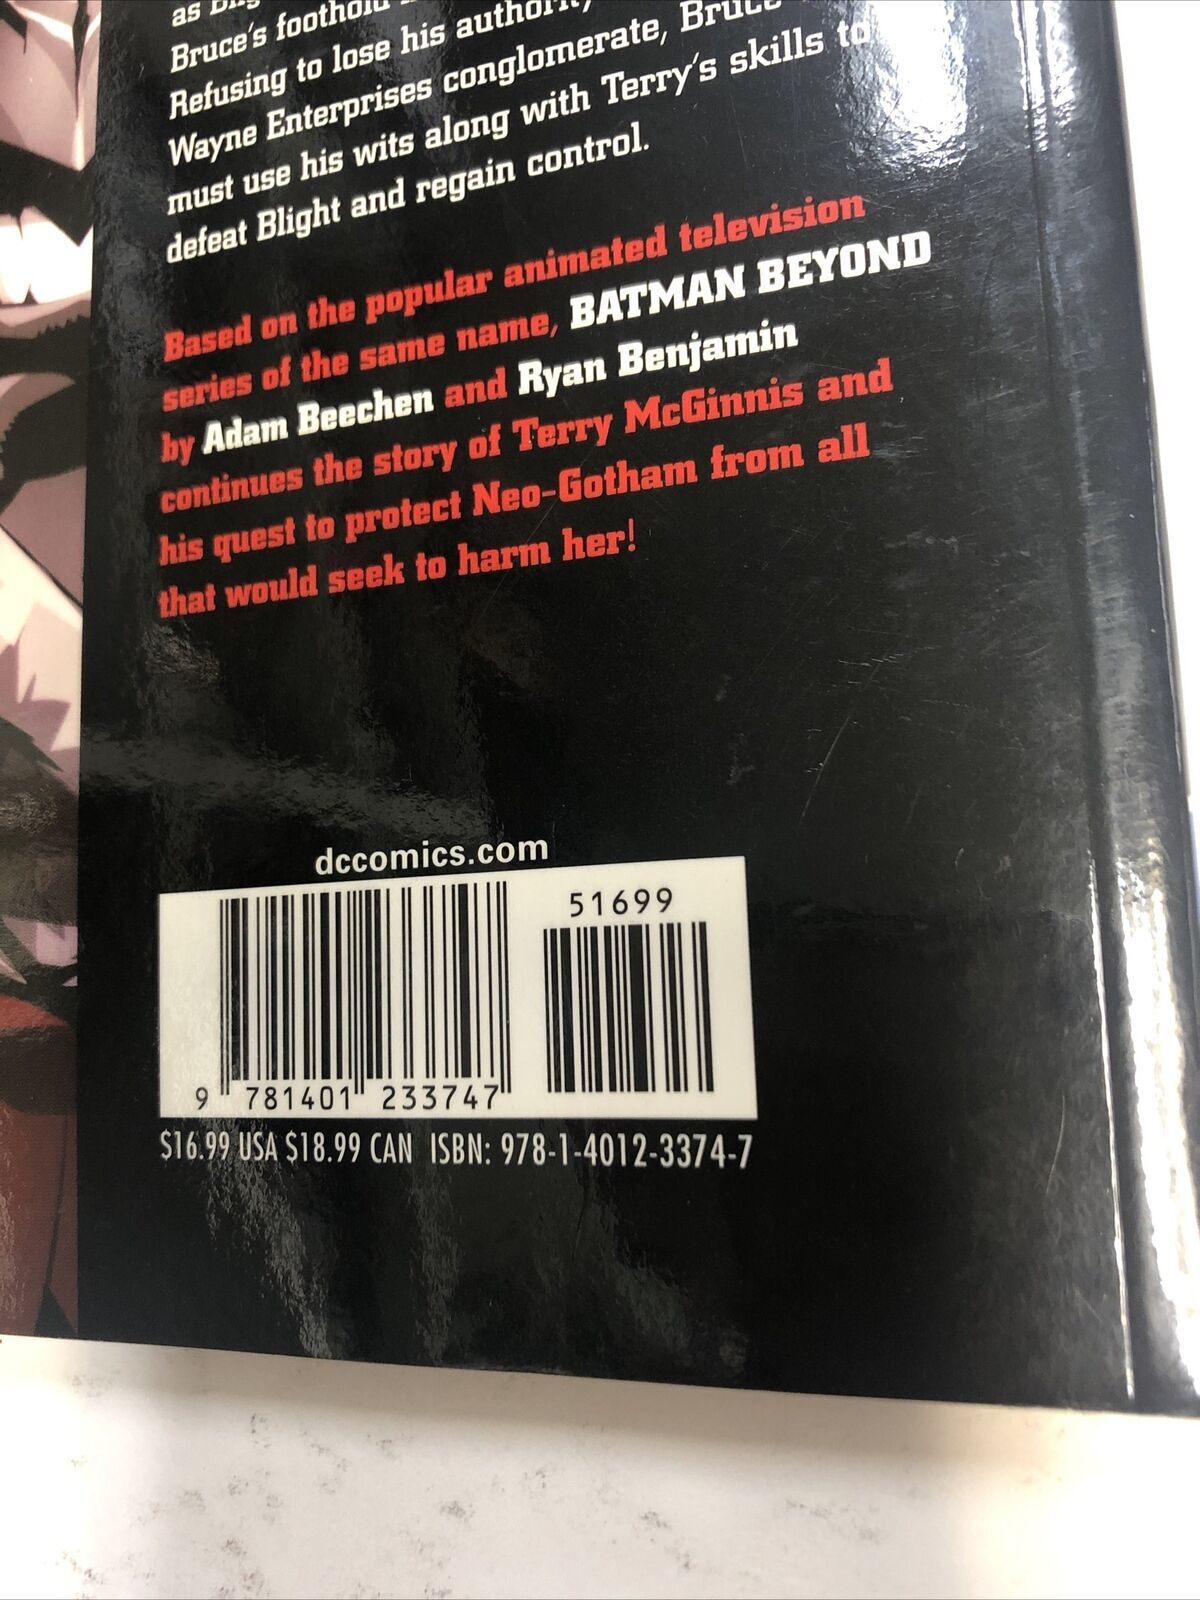 as
Bruce's foothold
Refusing to lose his authority
Wayne Enterprises conglomerate, Bruce
must use his wits along with Terry's skills to
defeat Blight and regain control.
Based on the popular animated television
series of the same name, BATMAN BEYOND
by Adam Beechen and Ryan Benjamin
continues the story of Terry McGinnis and
his quest to protect Neo-Gotham from all
that would seek to harm her!
dccomics.com
51699
9 781401 233747
$16.99 USA $18.99 CAN ISBN: 978-1-4012-3374-7